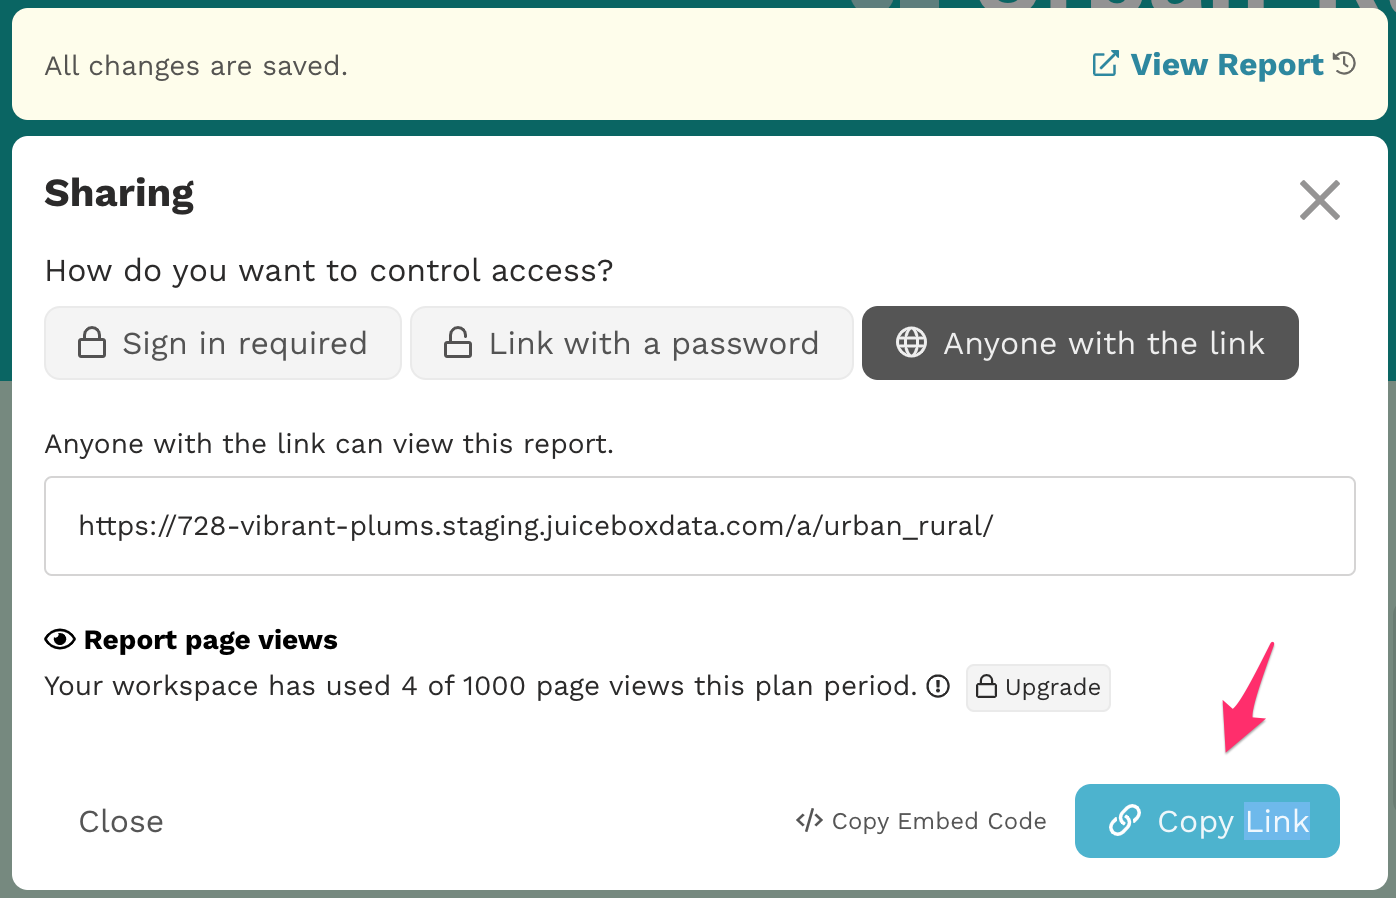 All changes are saved.
View Report
Sharing
How do you want to control access?
Sign in required
Link with a password
Anyone with the link
Anyone with the link can view this report.
https://728-vibrant-plums.staging.juiceboxdata.com/a/urban_rural/
Report page views
Your workspace has used 4 of 1000 page views this plan period.
Upgrade
Close
</> Copy Embed Code
Copy Link